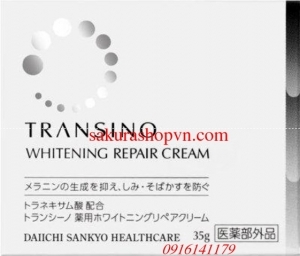 TRANSINO
sakurashopvn.com
WHITENING REPAIR CREAM
メラニンの生成を抑え、しみ・そばかすを防ぐ
トラネキサム酸 配合
トランシーノ 薬用ホワイトニングリペアクリーム
DAIICHI SANKYO HEALTHCARE 35g 医薬部外品
0916141179